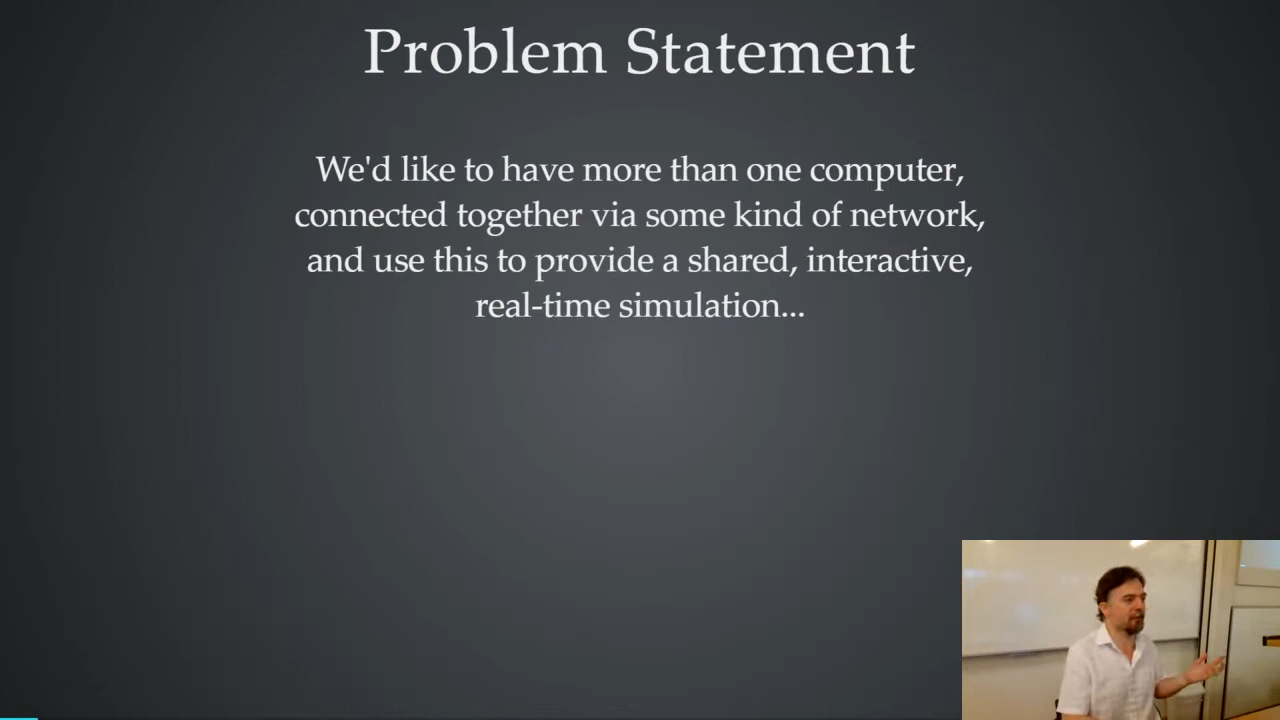 Problem Statement
We'd like to have more than one computer,
connected together via some kind of network,
and use this to provide a shared, interactive,
real-time simulation...